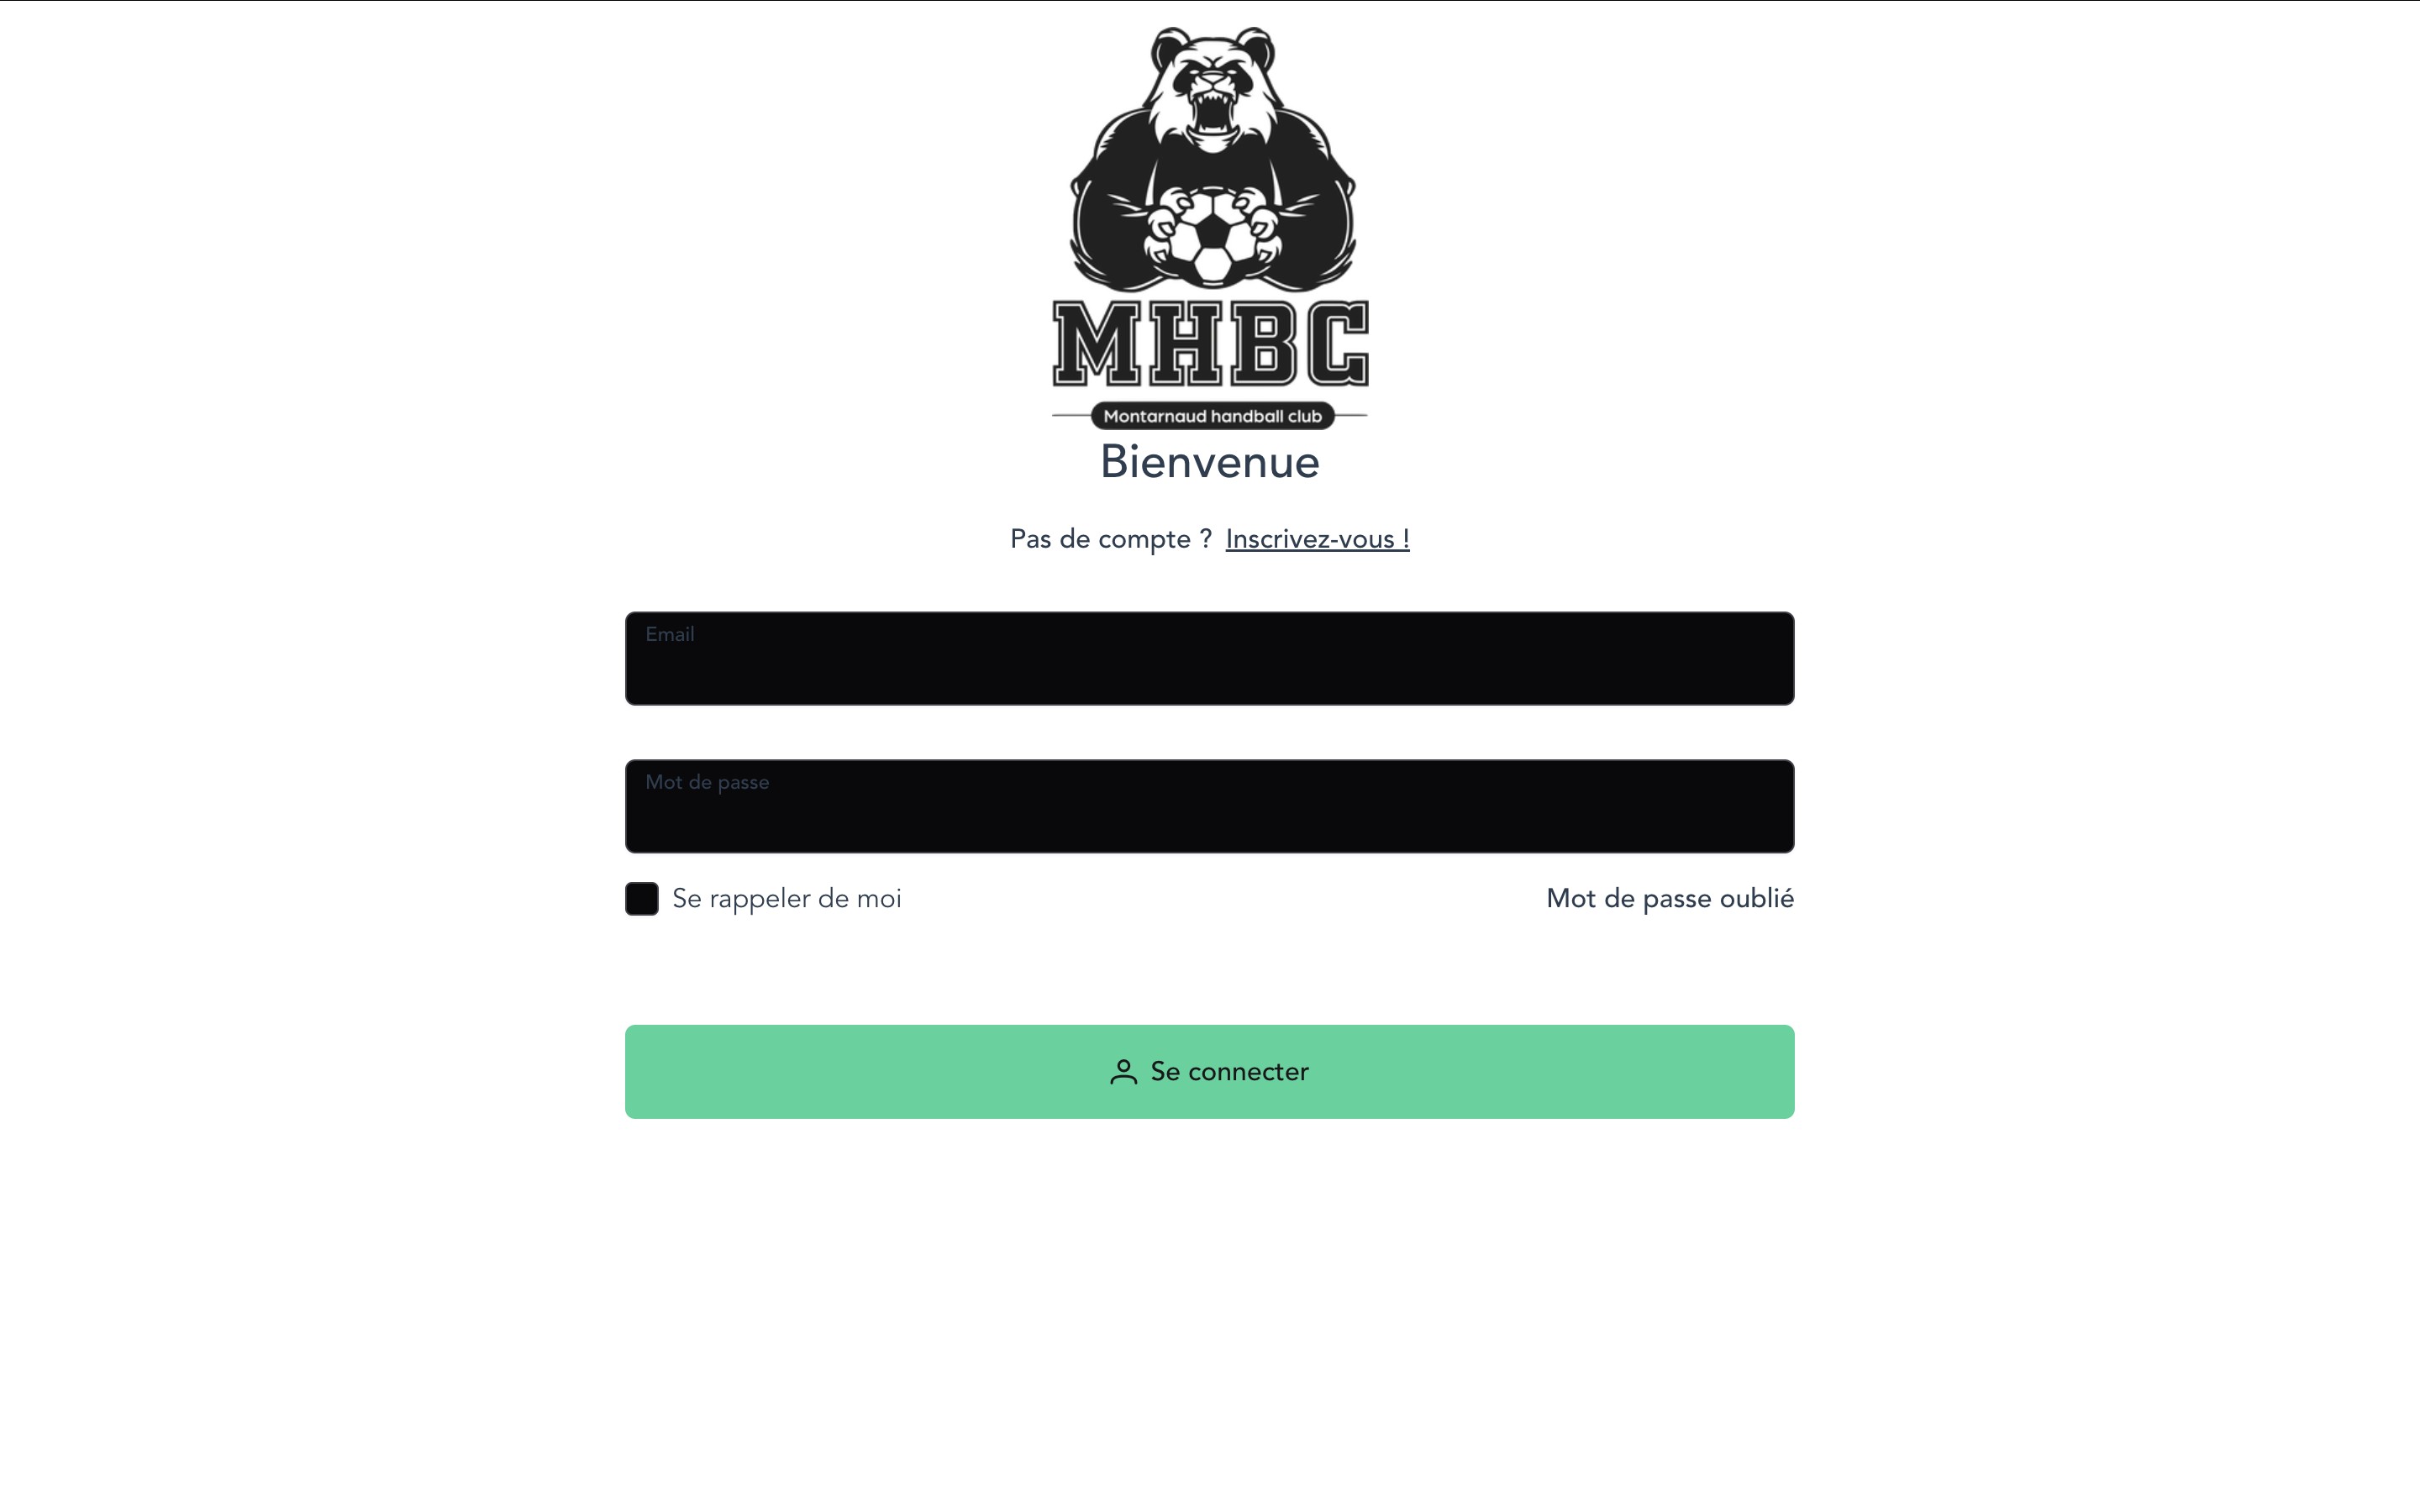 MHBC
Montarnaud handball club
Bienvenue
Pas de compte ? Inscrivez-vous !
Email
Mot de passe
Se rappeler de moi
Mot de passe oublié
Se connecter